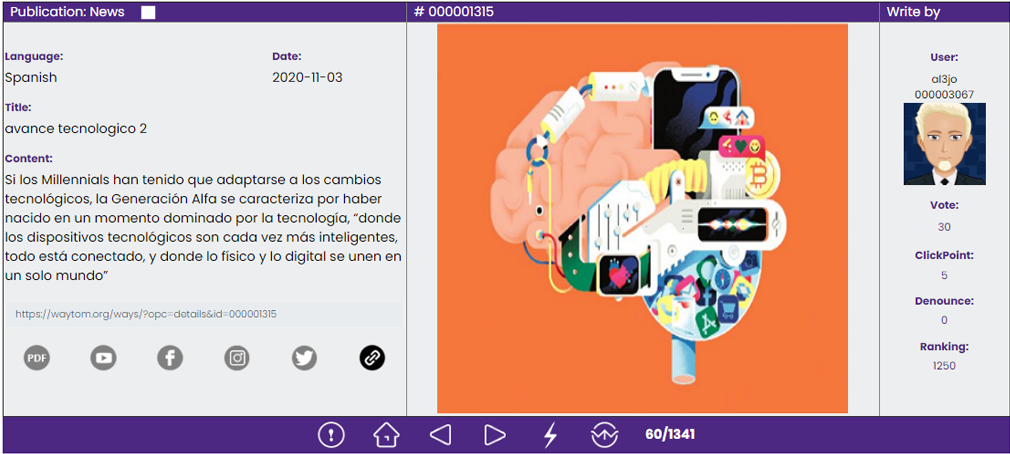 Publication: News
# 000001315
Write by
Language:
Spanish
Date:
2020-11-03
Title:
avance tecnologico 2
Content:
Si los Millennials han tenido que adaptarse a los cambios
tecnológicos, la Generación Alfa se caracteriza por haber
nacido en un momento dominado por la tecnología, “donde
los dispositivos tecnológicos son cada vez más inteligentes,
todo está conectado, y donde lo físico y lo digital se unen en
un solo mundo”
https://waytom.org/ways/?opc=details&id=000001315
PDF
User:
al3jo
000003067
Vote:
30
ClickPoint:
5
Denounce:
0
Ranking:
1250
60/1341